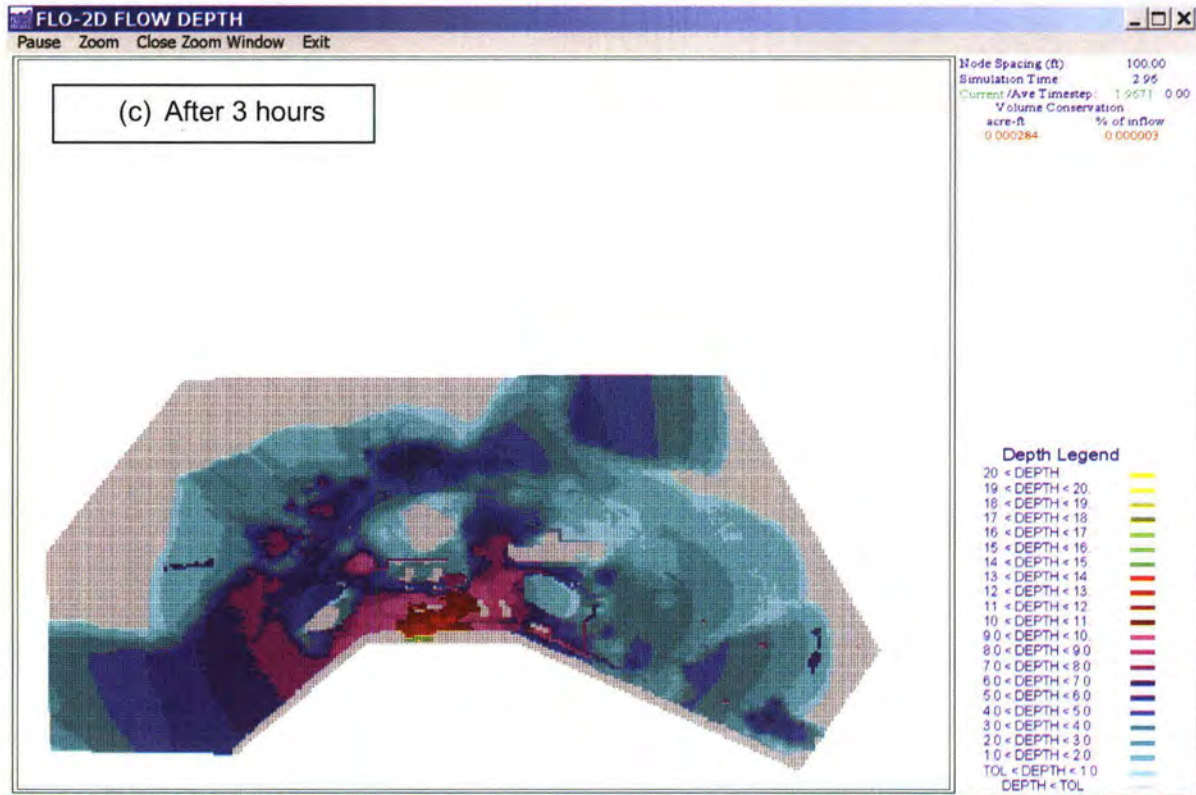 FLO-2D FLOW DEPTH
Pause Zoom Close Zoom Window Exit
(c) After 3 hours
Node Spacing (ft) 100.00
Simulation Time 2.96
Current /Ave Timestep: 1.9671 0.00
Volume Conservation
acre-ft % of inflow
0.000284 0.000003
Depth Legend
20 < DEPTH
19 < DEPTH < 20.
18 < DEPTH < 19.
17 < DEPTH < 18.
16 < DEPTH < 17
15 < DEPTH < 16.
14 < DEPTH < 15.
13 < DEPTH < 14
12 < DEPTH < 13.
11 < DEPTH < 12.
10 < DEPTH < 11.
9.0 < DEPTH < 10.
8.0 < DEPTH < 9.0
7.0 < DEPTH < 8.0
6.0 < DEPTH < 7.0
5.0 < DEPTH < 6.0
4.0 < DEPTH < 5.0
3.0 < DEPTH < 4.0
2.0 < DEPTH < 3.0
1.0 < DEPTH < 2.0
TOL < DEPTH < 1.0
DEPTH < TOL